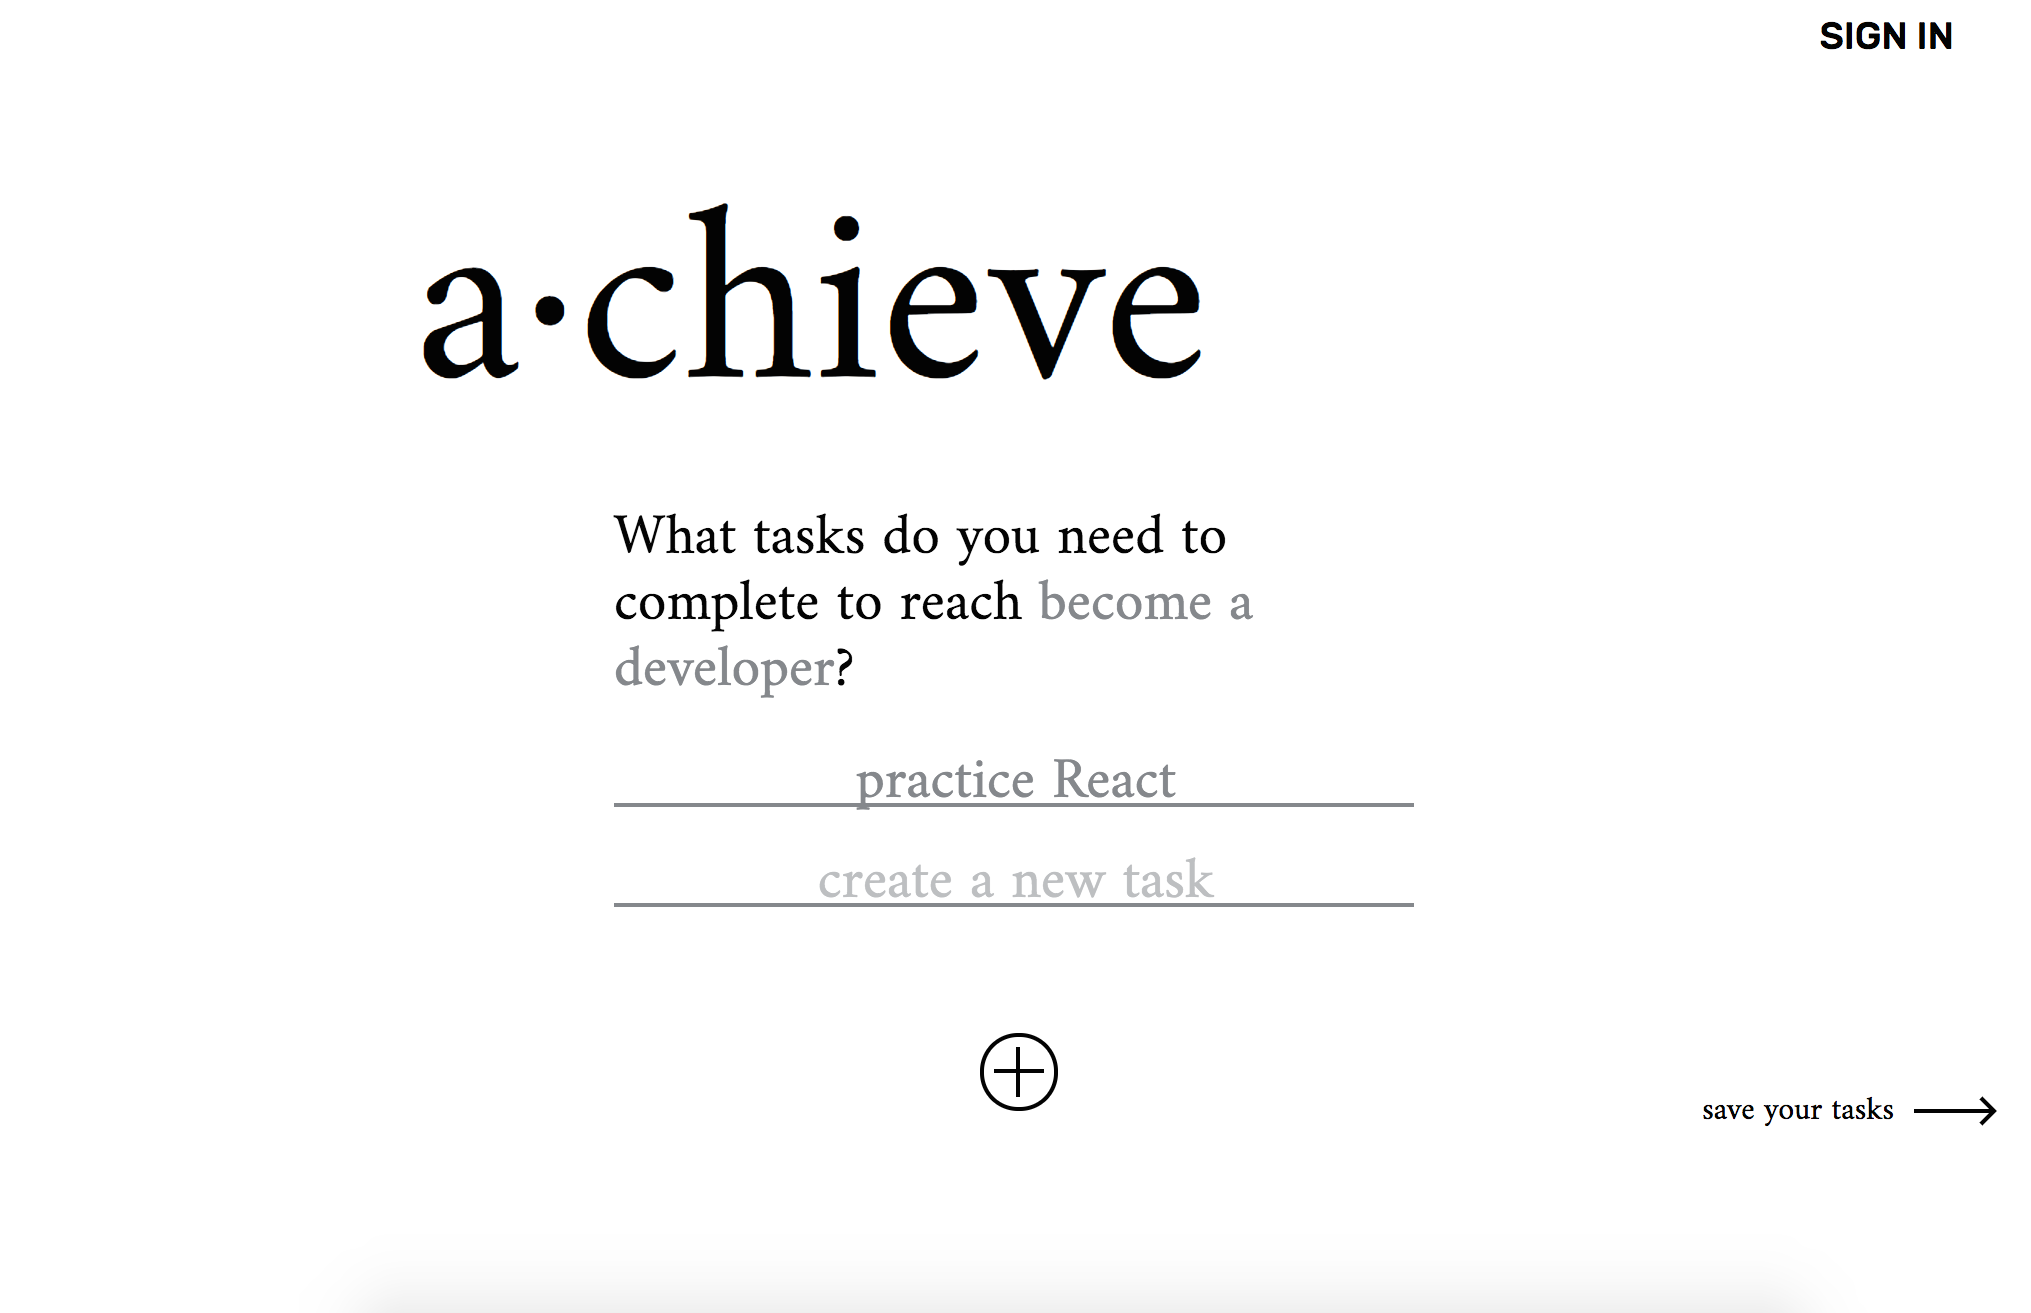 SIGN IN
a·chieve
What tasks do you need to
complete to reach become a
developer?
practice React
create a new task
save your tasks